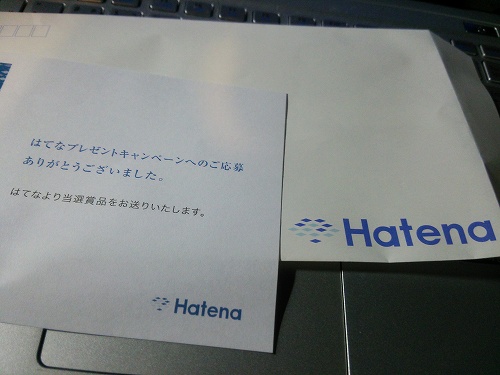 はてなプレゼントキャンペーンへのご応募
ありがとうございました。
はてなより当選賞品をお送りいたします。
Hatena
Hatena